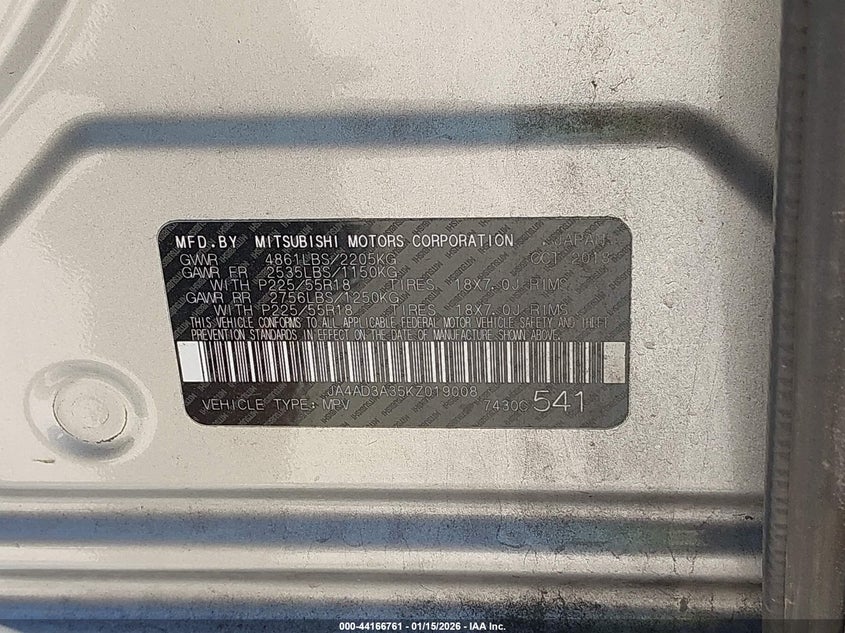 MFD.BY MITSUBISHI MOTORS CORPORATION JAPAN
GVWR 4861LBS/2205KG OCT 2018
GAWR FR 2535LBS/1150KG
WITH P225/55R18 TIRES, 18X7.0J RIMS
GAWR RR 2756LBS/1250KG
WITH P225/55R18 TIRES, 18X7.0J RIMS
THIS VEHICLE CONFORMS TO ALL APPLICABLE FEDERAL MOTOR VEHICLE SAFETY AND THEFT
PREVENTION STANDARDS IN EFFECT ON THE DATE OF MANUFACTURE SHOWN ABOVE.
JA4AD3A35KZ019008
VEHICLE TYPE: MPV 7430C 541
000-44166761 - 01/15/2026 - IAA Inc.